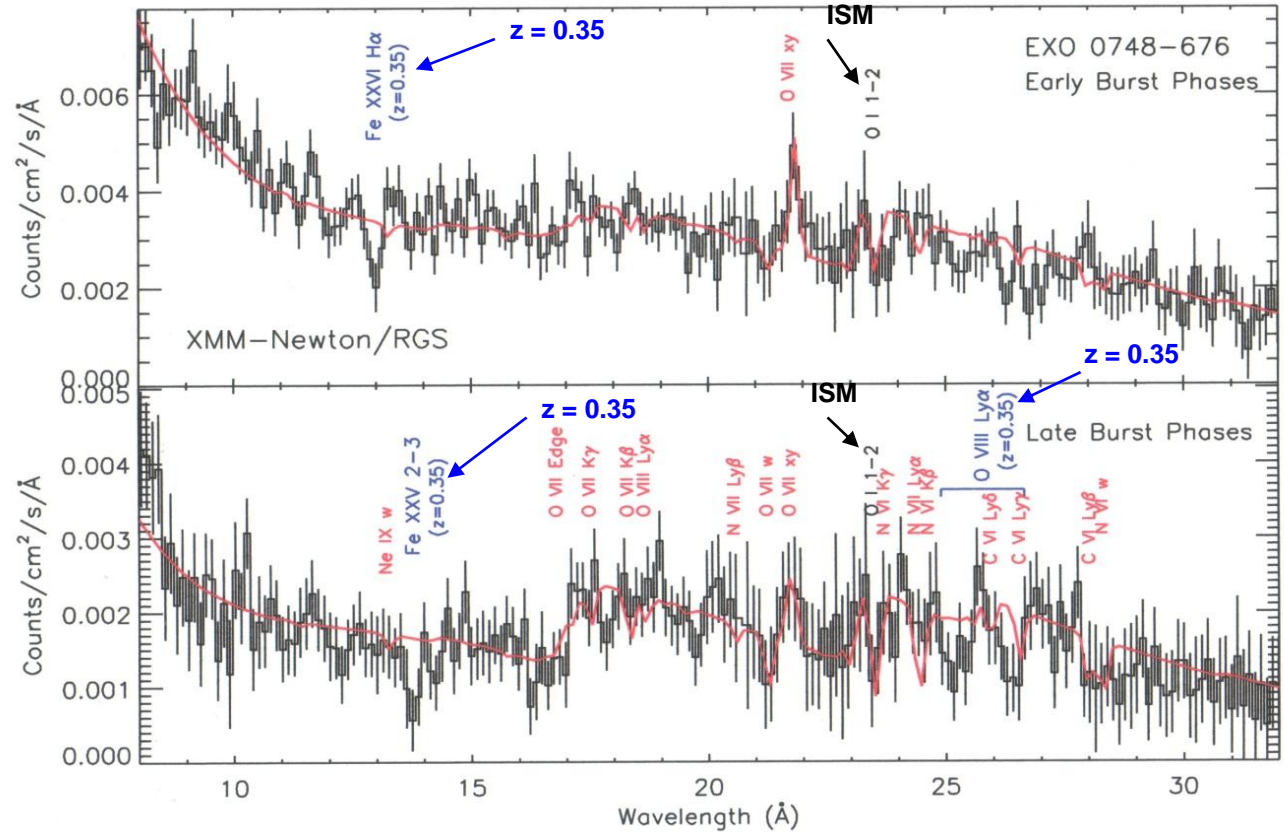 ISM
z = 0.35
EXO 0748-676
Early Burst Phases
Fe XXVI Hα
(z=0.35)
O VII xy
O I 1-2
Counts/cm²/s/Å
0.006
0.004
0.002
0.000
XMM-Newton/RGS
z = 0.35
ISM
z = 0.35
Late Burst Phases
Ne IX w
Fe XXV 2-3
(z=0.35)
O VII Edge
O VII Kγ
O VII Kβ
O VIII Lyα
N VII Lyβ
O VII w
O VII xy
O I 1-2
N VI Kγ
N VII Lyα
N VI Kβ
O VIII Lyα
(z=0.35)
C VI Lyδ
C VI Lyγ
C VI Lyβ
N VI w
Counts/cm²/s/Å
0.005
0.004
0.003
0.002
0.001
0.000
10
15
20
25
30
Wavelength (Å)